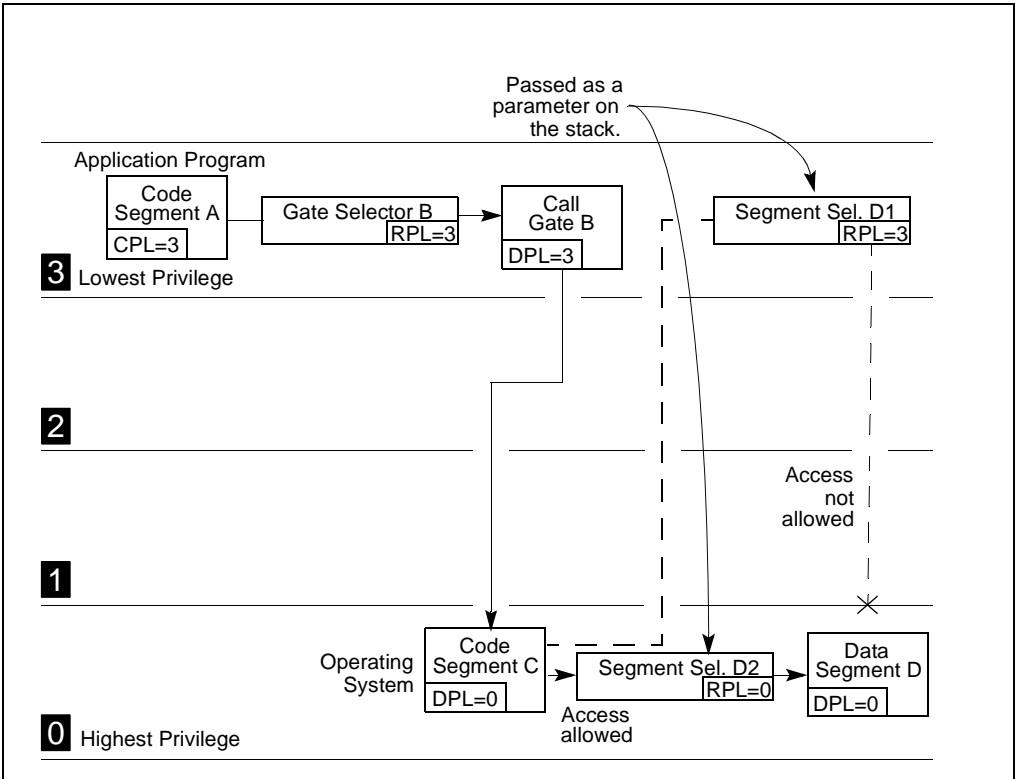 Passed as a
parameter on
the stack.
Application Program
Code
Segment A
CPL=3
Gate Selector B
RPL=3
Call
Gate B
DPL=3
Segment Sel. D1
RPL=3
3 Lowest Privilege
2
Access
not
allowed
1
Operating
System
Code
Segment C
DPL=0
Segment Sel. D2
RPL=0
Access
allowed
Data
Segment D
DPL=0
0 Highest Privilege